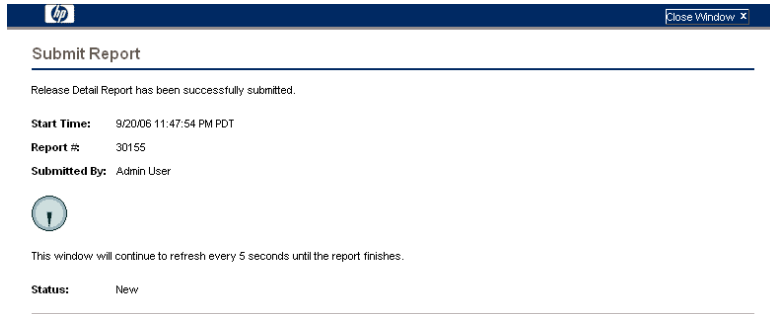 hp
Close Window x
Submit Report
Release Detail Report has been successfully submitted.
Start Time: 9/20/06 11:47:54 PM PDT
Report #: 30155
Submitted By: Admin User
This window will continue to refresh every 5 seconds until the report finishes.
Status: New